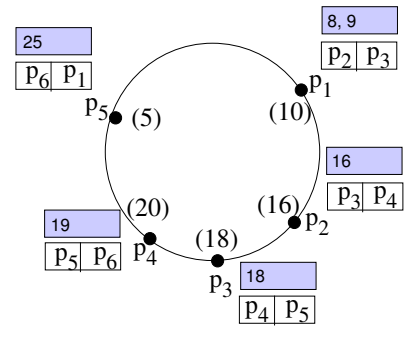 8, 9
25
p2 p3
p6 p1
p1
p5 (5)
(10)
16
p3 p4
(20) (16) p2
19 (18)
p4
p5 p6 18
p3
p4 p5